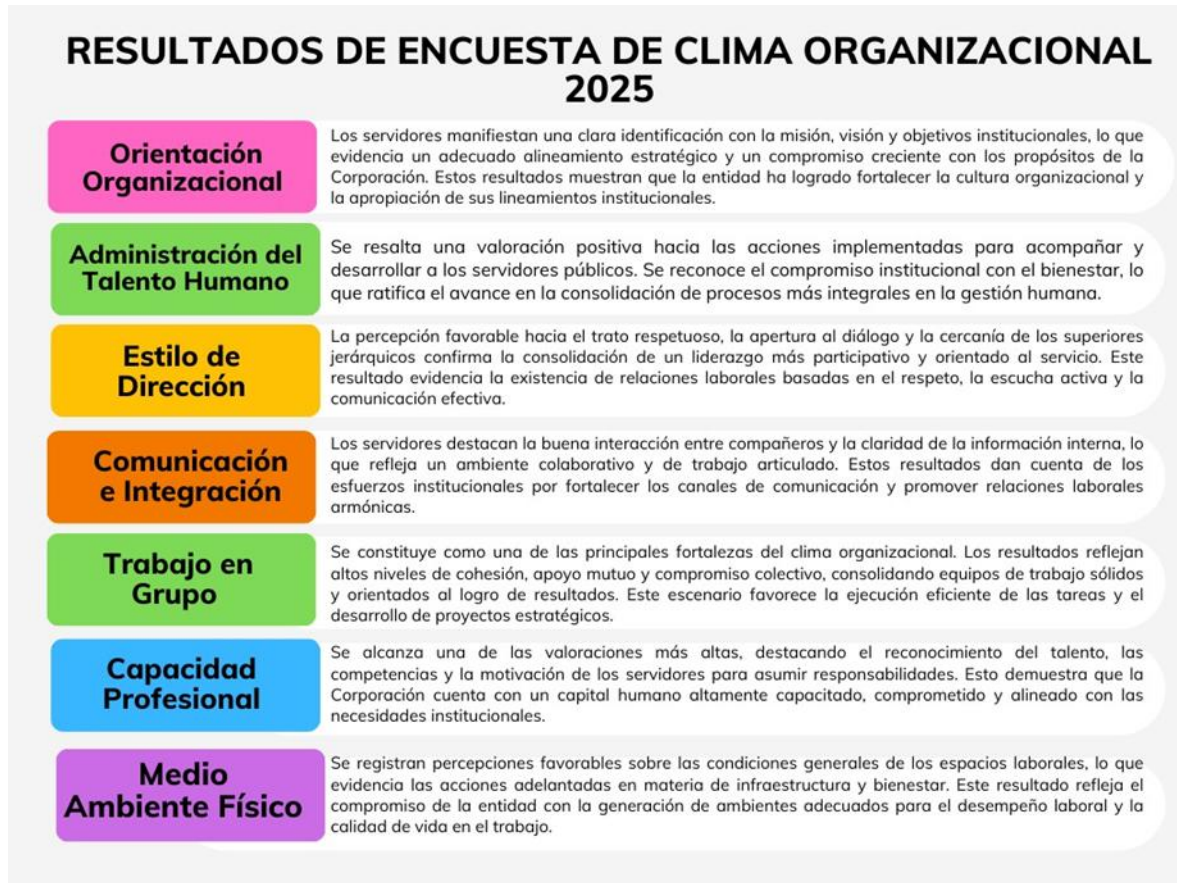 RESULTADOS DE ENCUESTA DE CLIMA ORGANIZACIONAL
2025
Orientación
Organizacional
Los servidores manifiestan una clara identificación con la misión, visión y objetivos institucionales, lo que
evidencia un adecuado alineamiento estratégico y un compromiso creciente con los propósitos de la
Corporación. Estos resultados muestran que la entidad ha logrado fortalecer la cultura organizacional y
la apropiación de sus lineamientos institucionales.
Administración del
Talento Humano
Se resalta una valoración positiva hacia las acciones implementadas para acompañar y
desarrollar a los servidores públicos. Se reconoce el compromiso institucional con el bienestar, lo
que ratifica el avance en la consolidación de procesos más integrales en la gestión humana.
Estilo de
Dirección
La percepción favorable hacia el trato respetuoso, la apertura al diálogo y la cercanía de los superiores
jerárquicos confirma la consolidación de un liderazgo más participativo y orientado al servicio. Este
resultado evidencia la existencia de relaciones laborales basadas en el respeto, la escucha activa y la
comunicación efectiva.
Comunicación
e Integración
Los servidores destacan la buena interacción entre compañeros y la claridad de la información interna, lo
que refleja un ambiente colaborativo y de trabajo articulado. Estos resultados dan cuenta de los
esfuerzos institucionales por fortalecer los canales de comunicación y promover relaciones laborales
armónicas.
Trabajo en
Grupo
Se constituye como una de las principales fortalezas del clima organizacional. Los resultados reflejan
altos niveles de cohesión, apoyo mutuo y compromiso colectivo, consolidando equipos de trabajo sólidos
y orientados al logro de resultados. Este escenario favorece la ejecución eficiente de las tareas y el
desarrollo de proyectos estratégicos.
Capacidad
Profesional
Se alcanza una de las valoraciones más altas, destacando el reconocimiento del talento, las
competencias y la motivación de los servidores para asumir responsabilidades. Esto demuestra que la
Corporación cuenta con un capital humano altamente capacitado, comprometido y alineado con las
necesidades institucionales.
Medio
Ambiente Físico
Se registran percepciones favorables sobre las condiciones generales de los espacios laborales, lo que
evidencia las acciones adelantadas en materia de infraestructura y bienestar. Este resultado refleja el
compromiso de la entidad con la generación de ambientes adecuados para el desempeño laboral y la
calidad de vida en el trabajo.